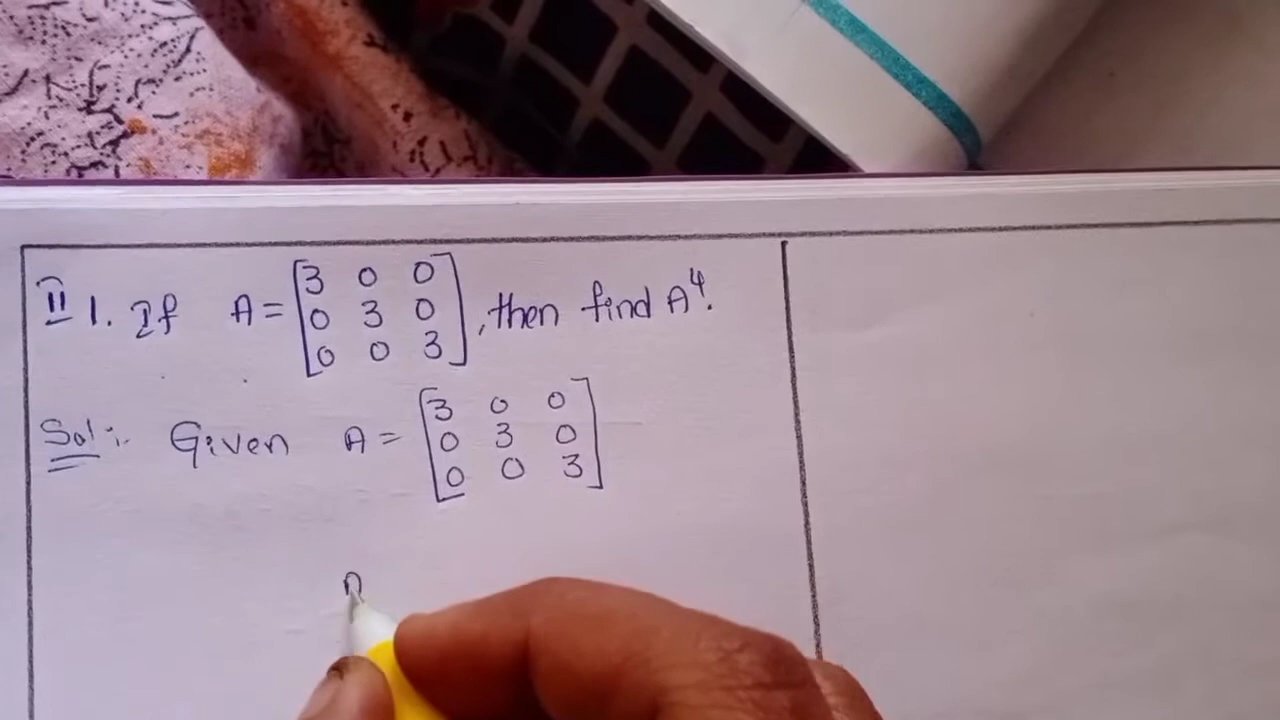 II 1. If A = [3 0 0
0 3 0
0 0 3], then find A⁴.
Sol:. Given A = [3 0 0
0 3 0
0 0 3]
A